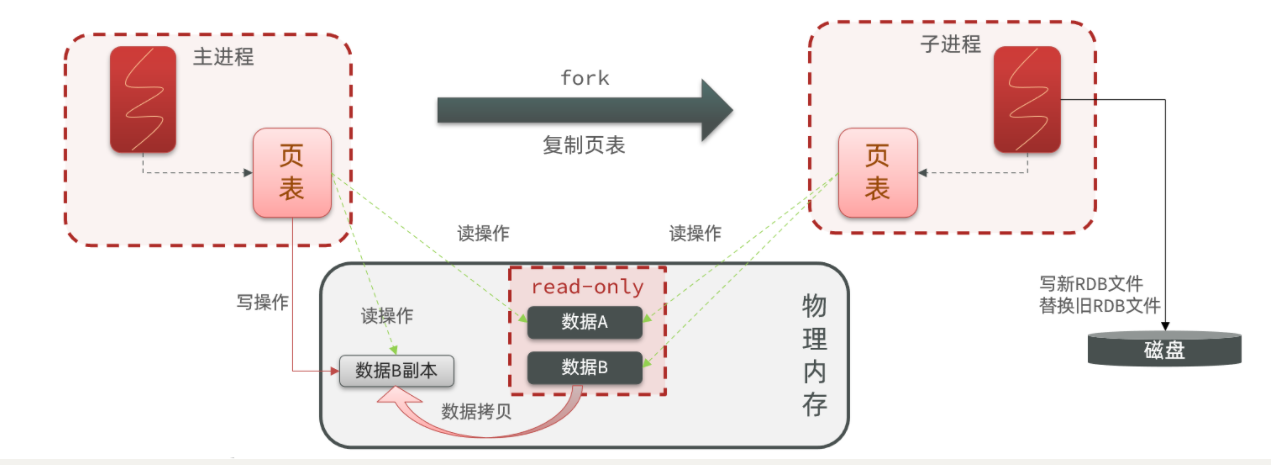 主进程
子进程
fork
复制页表
页
表
页
表
读操作
读操作
read-only
写操作
读操作
数据A
数据B
数据B副本
数据拷贝
物
理
内
存
写新RDB文件
替换旧RDB文件
磁盘